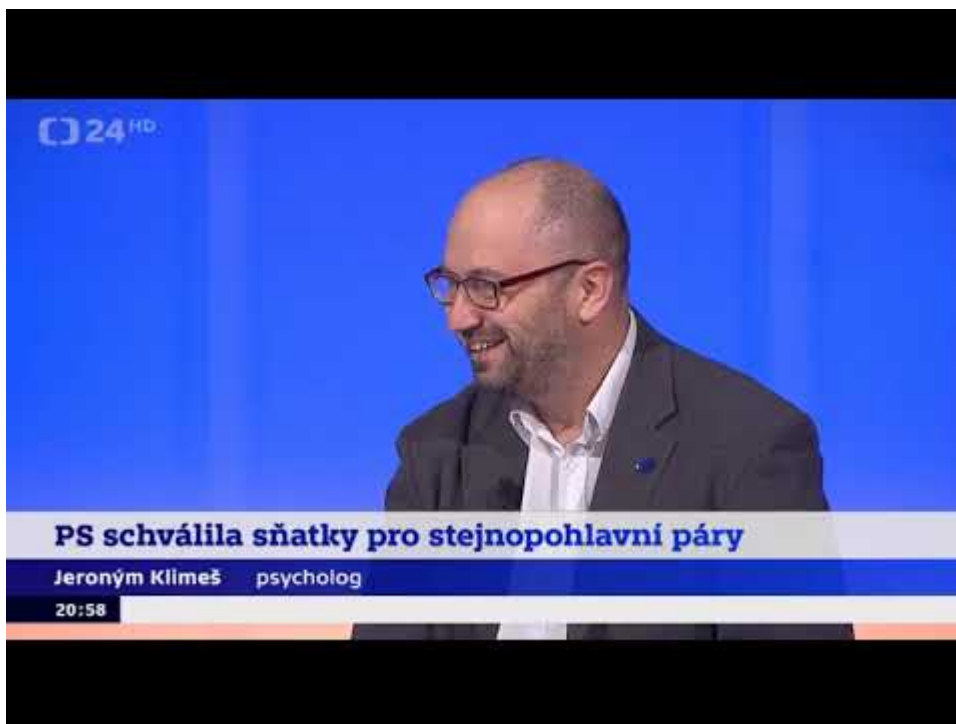 24 HD
PS schválila sňatky pro stejnopohlavní páry
Jeroným Klimeš psycholog
20:58